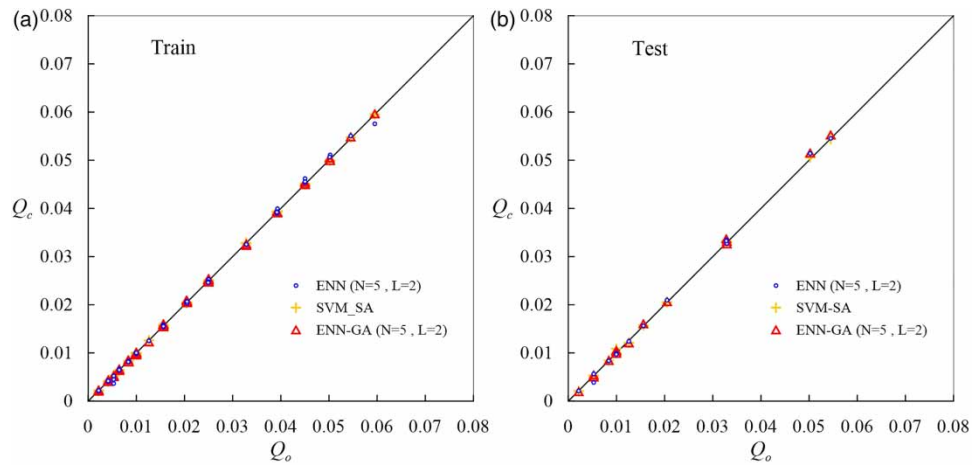 (a)
Train
0.08
0.07
0.06
0.05
0.04
Qc
0.03
0.02
0.01
0
ENN (N=5 , L=2)
SVM_SA
ENN-GA (N=5 , L=2)
0 0.01 0.02 0.03 0.04 0.05 0.06 0.07 0.08
Qo
(b)
Test
0.08
0.07
0.06
0.05
0.04
Qc
0.03
0.02
0.01
0
ENN (N=5 , L=2)
SVM-SA
ENN-GA (N=5 , L=2)
0 0.01 0.02 0.03 0.04 0.05 0.06 0.07 0.08
Qo